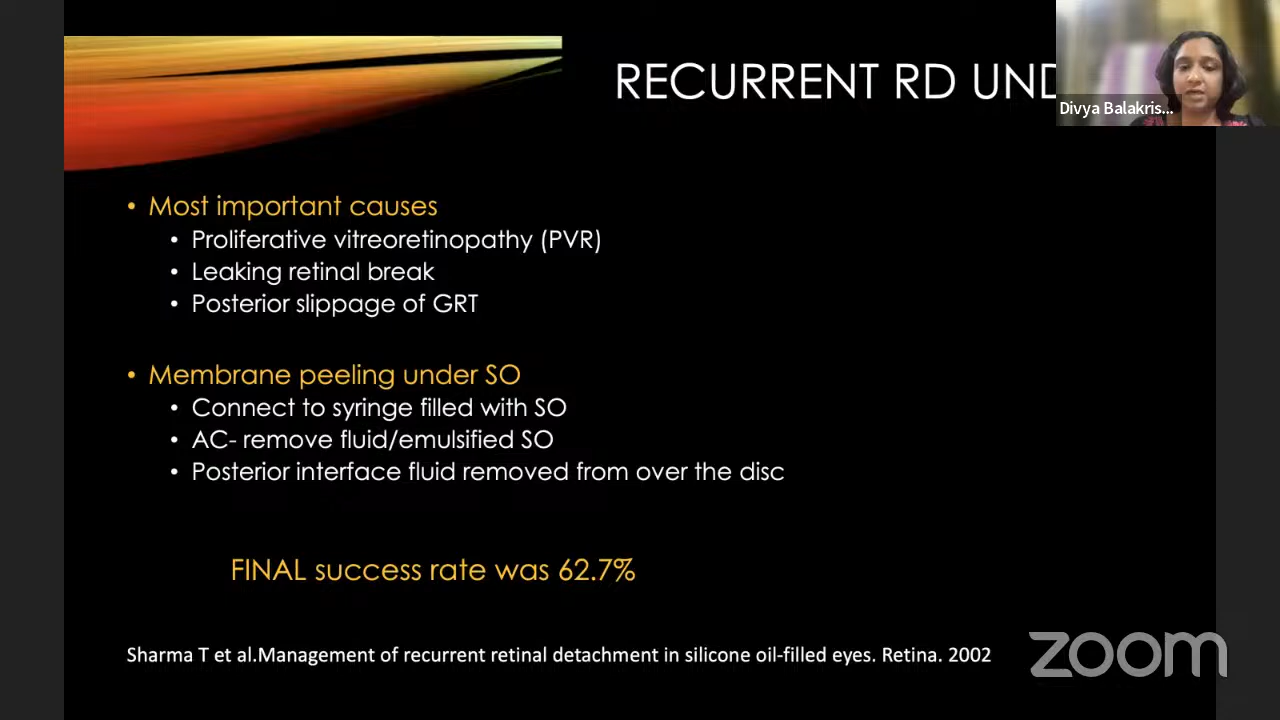 RECURRENT RD UND
Divya Balakris...
• Most important causes
• Proliferative vitreoretinopathy (PVR)
• Leaking retinal break
• Posterior slippage of GRT
• Membrane peeling under SO
• Connect to syringe filled with SO
• AC- remove fluid/emulsified SO
• Posterior interface fluid removed from over the disc
FINAL success rate was 62.7%
Sharma T et al.Management of recurrent retinal detachment in silicone oil-filled eyes. Retina. 2002
zoom